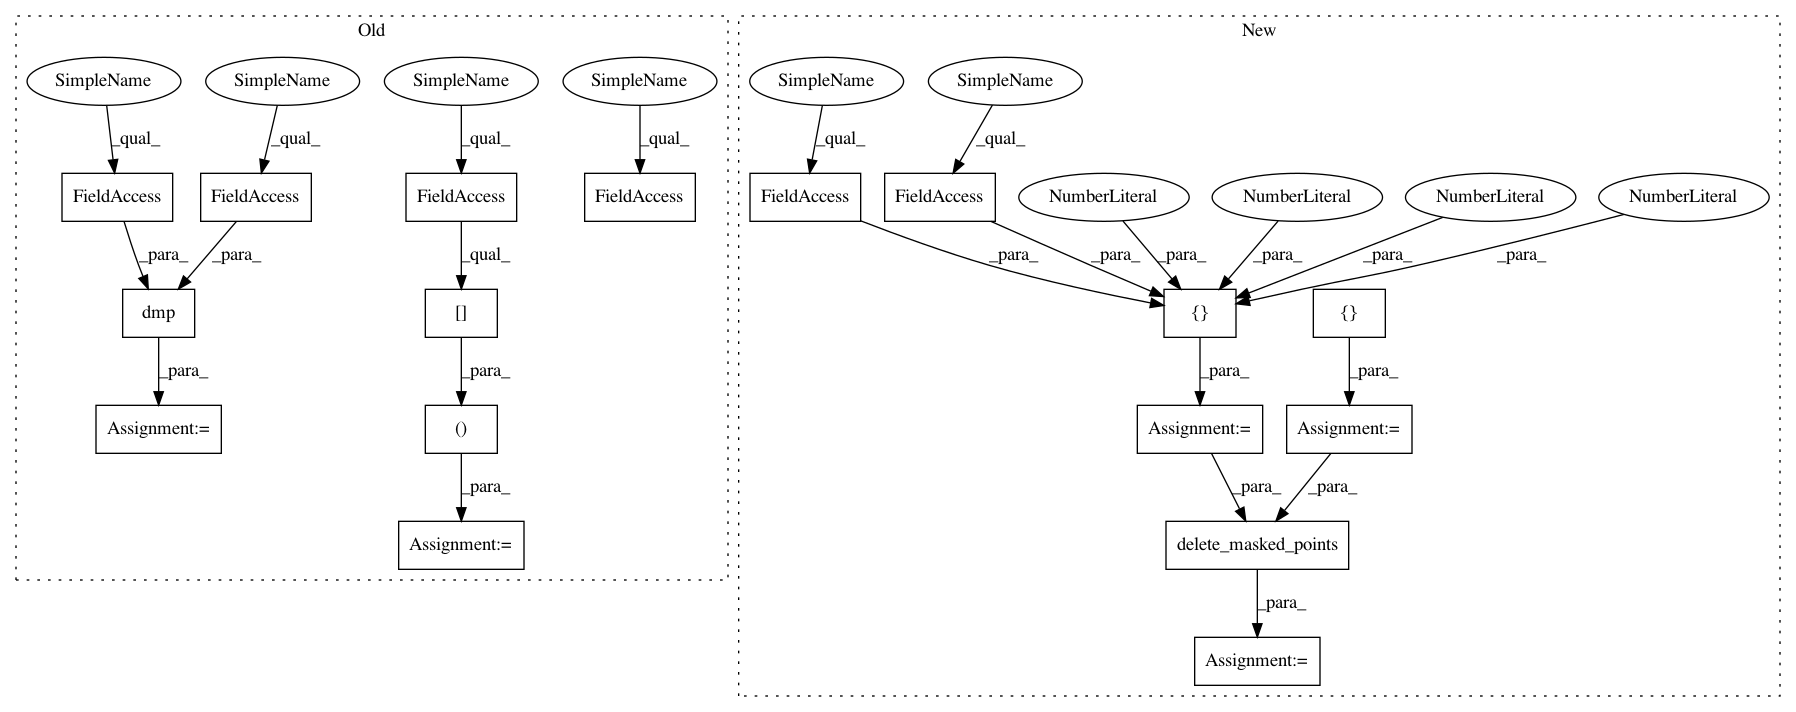 Old
New
SimpleName SimpleName SimpleName SimpleName SimpleName SimpleName
_qual_ _qual_ _qual_ _qual_ _qual_ _qual_
FieldAccess FieldAccess FieldAccess FieldAccess FieldAccess FieldAccess NumberLiteral NumberLiteral NumberLiteral NumberLiteral
_para_ _para_ _qual_ _para_ _para_ _para_ _para_ _para_ _para_
dmp [] {} {}
_para_ _para_ _para_ _para_
Assignment:= () Assignment:= Assignment:=
_para_ _para_ _para_
Assignment:= delete_masked_points
_para_
Assignment:=